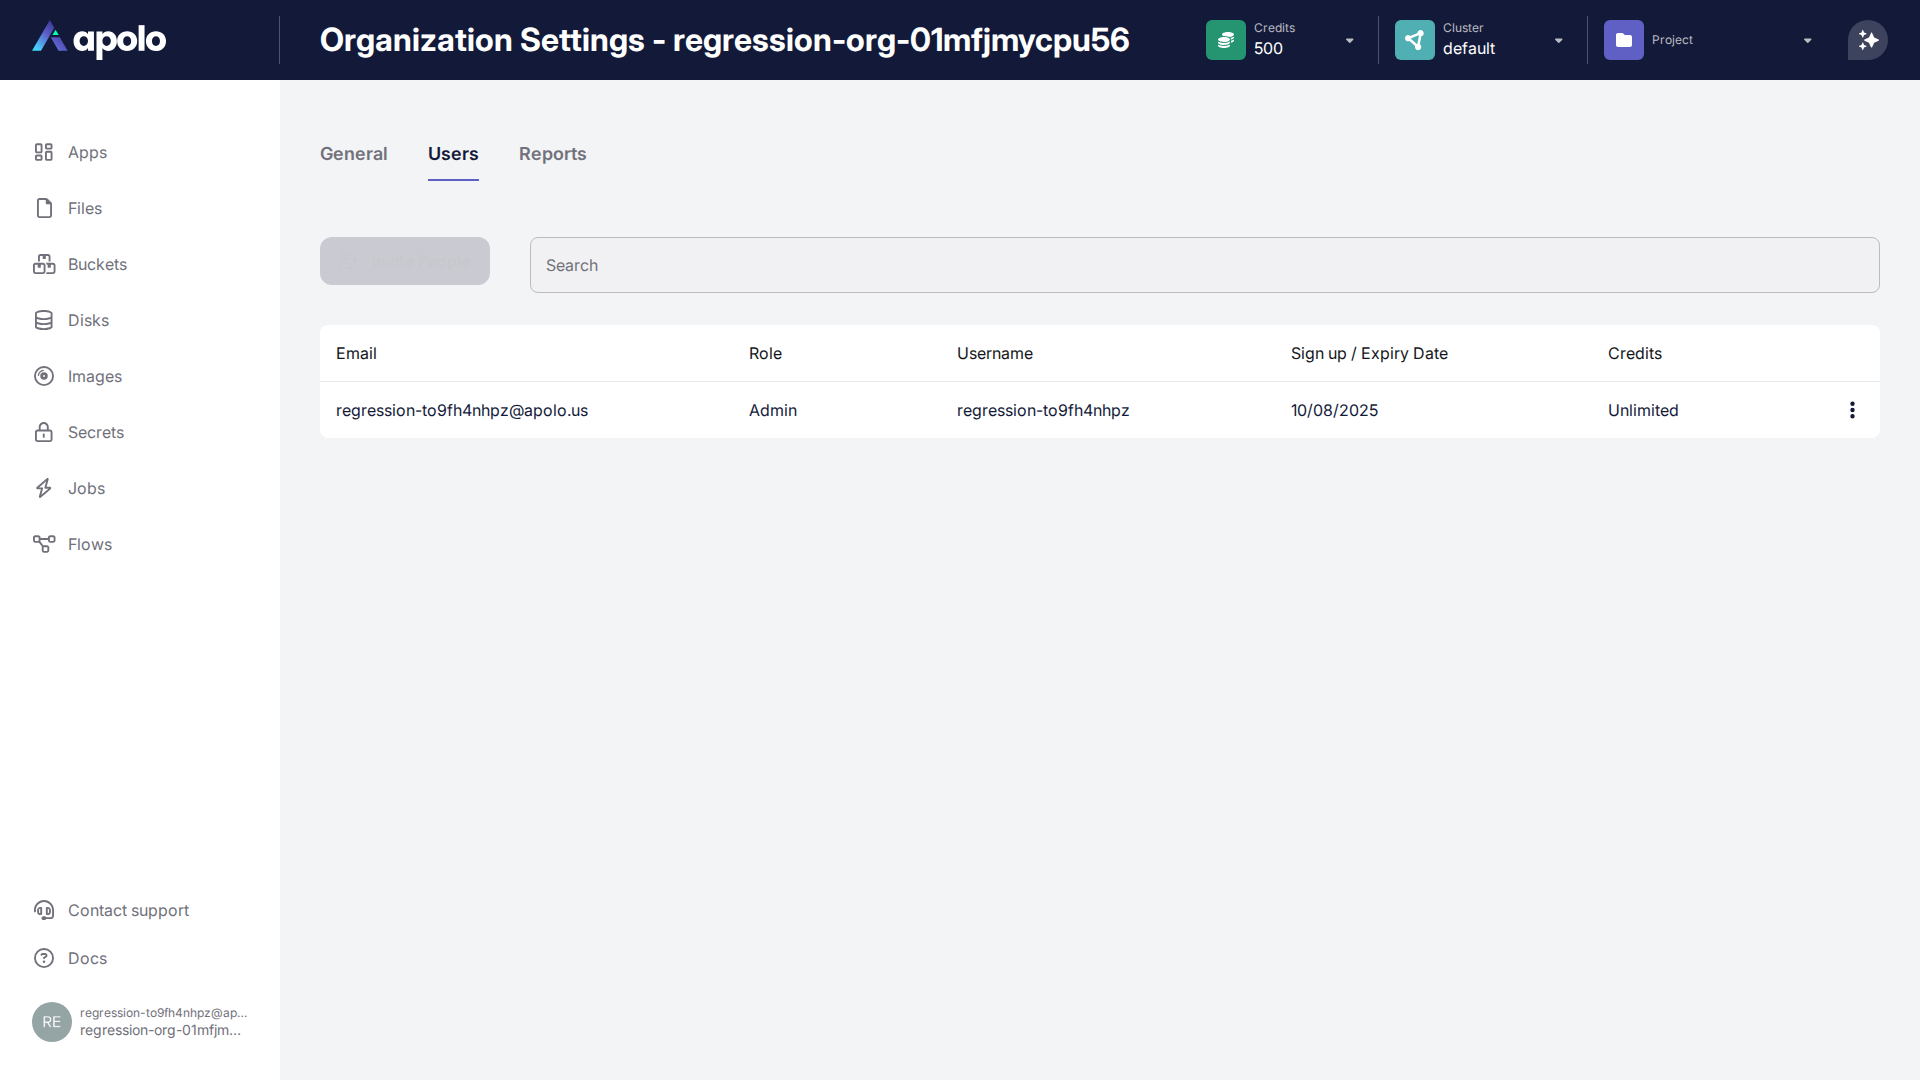 apolo
Organization Settings - regression-org-01mfjmycpu56
Credits
500
Cluster
default
Project
Apps
Files
Buckets
Disks
Images
Secrets
Jobs
Flows
General
Users
Reports
Search
Email
Role
Username
Sign up / Expiry Date
Credits
regression-to9fh4nhpz@apolo.us
Admin
regression-to9fh4nhpz
10/08/2025
Unlimited
Contact support
Docs
RE
regression-to9fh4nhpz@ap...
regression-org-01mfjm...